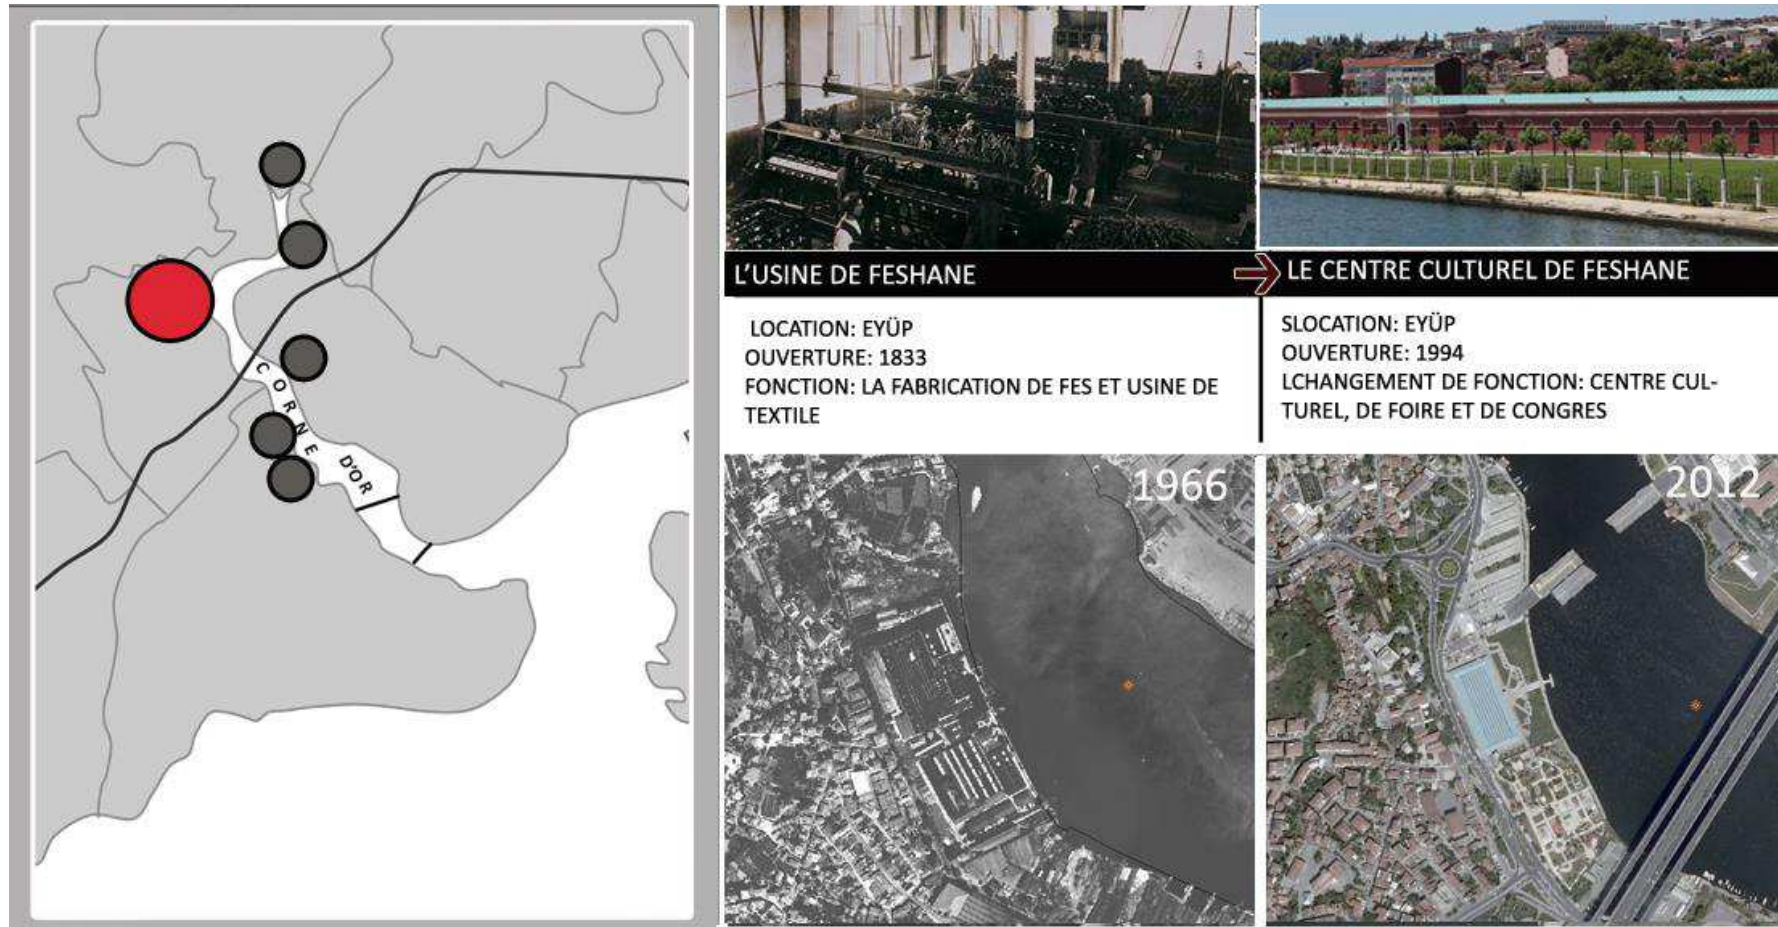 CORNE
D'OR
L'USINE DE FESHANE
LE CENTRE CULTUREL DE FESHANE
LOCATION: EYÜP
OUVERTURE: 1833
FONCTION: LA FABRICATION DE FES ET USINE DE
TEXTILE
SLOCATION: EYÜP
OUVERTURE: 1994
LCHANGEMENT DE FONCTION: CENTRE CUL-
TUREL, DE FOIRE ET DE CONGRES
1966
2012